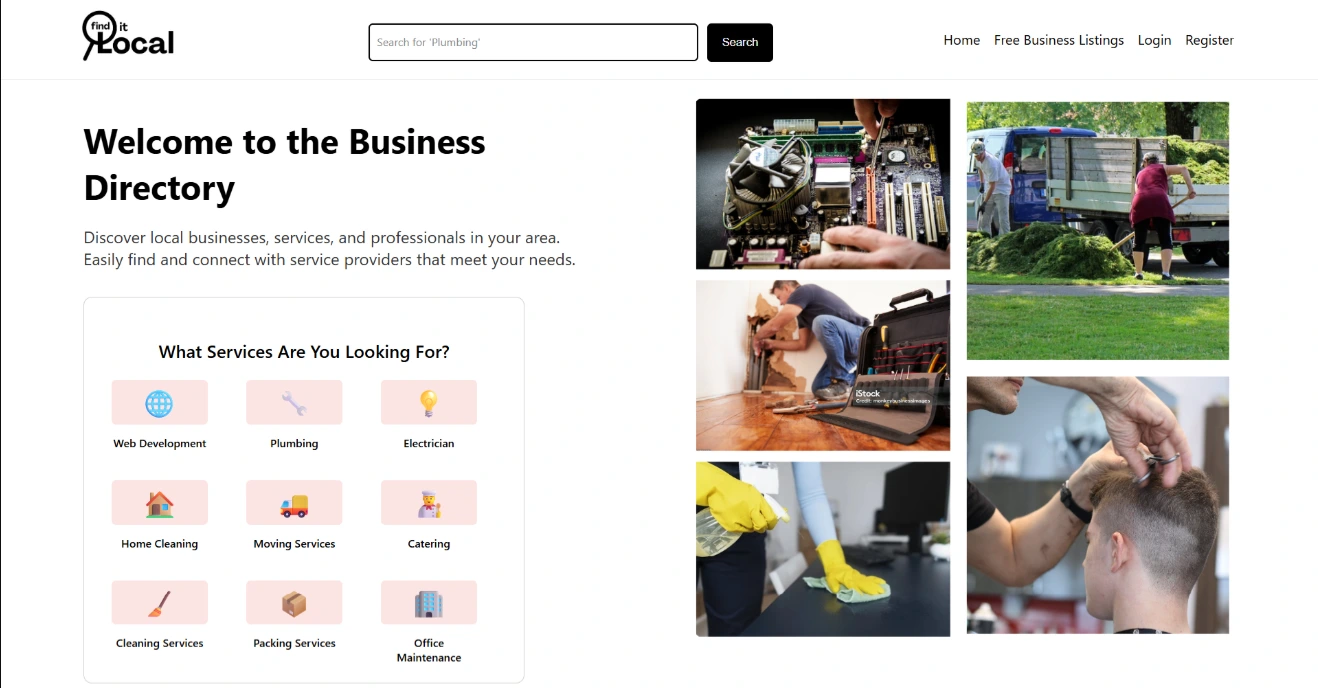 find it
Local
Search for 'Plumbing'
Search
Home
Free Business Listings
Login
Register
Welcome to the Business
Directory
Discover local businesses, services, and professionals in your area.
Easily find and connect with service providers that meet your needs.
What Services Are You Looking For?
Web Development
Plumbing
Electrician
Home Cleaning
Moving Services
Catering
Cleaning Services
Packing Services
Office
Maintenance
iStock
Credit: monkeybusinessimages